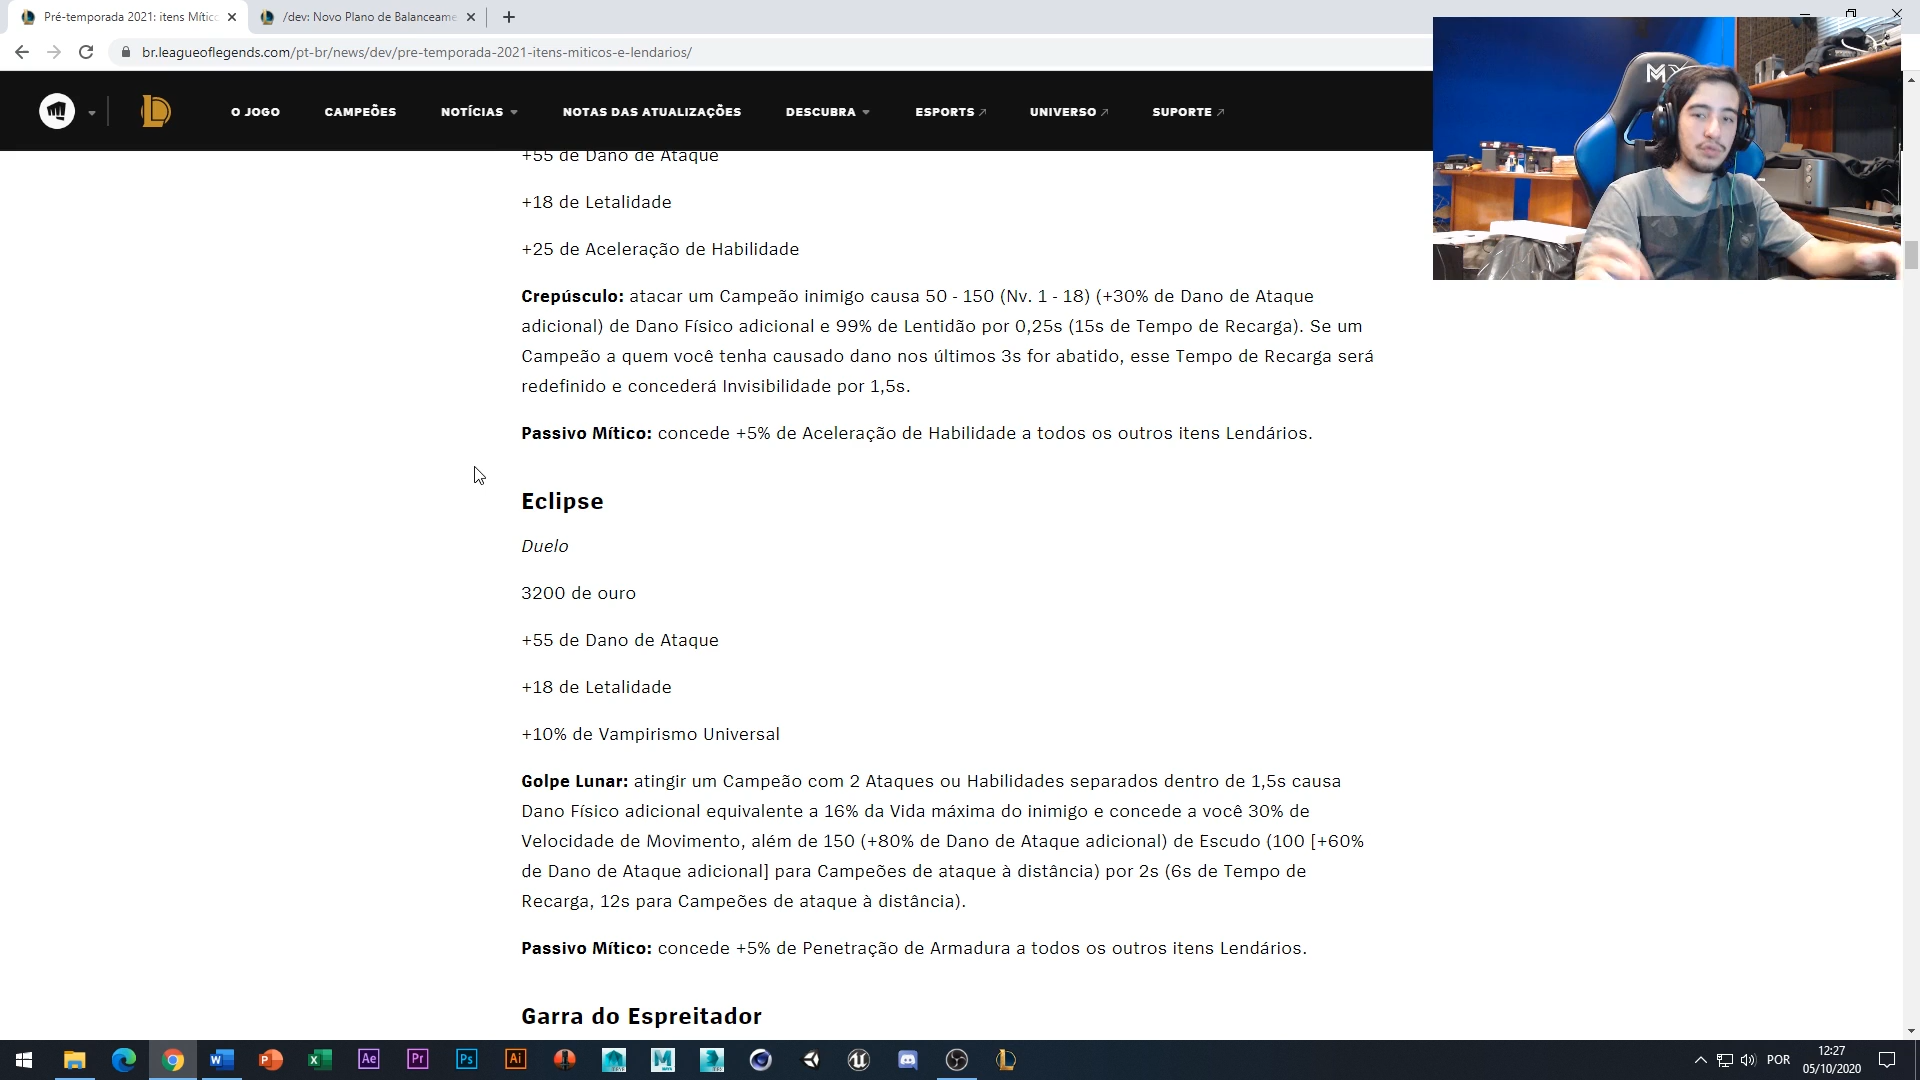 Pré-temporada 2021: itens Mític
/dev: Novo Plano de Balanceame
br.leagueoflegends.com/pt-br/news/dev/pre-temporada-2021-itens-miticos-e-lendarios/
O JOGO
CAMPEÕES
NOTÍCIAS
NOTAS DAS ATUALIZAÇÕES
DESCUBRA
ESPORTS
UNIVERSO
SUPORTE
+55 de Dano de Ataque
+18 de Letalidade
+25 de Aceleração de Habilidade
Crepúsculo: atacar um Campeão inimigo causa 50 - 150 (Nv. 1 - 18) (+30% de Dano de Ataque
adicional) de Dano Físico adicional e 99% de Lentidão por 0,25s (15s de Tempo de Recarga). Se um
Campeão a quem você tenha causado dano nos últimos 3s for abatido, esse Tempo de Recarga será
redefinido e concederá Invisibilidade por 1,5s.
Passivo Mítico: concede +5% de Aceleração de Habilidade a todos os outros itens Lendários.
Eclipse
Duelo
3200 de ouro
+55 de Dano de Ataque
+18 de Letalidade
+10% de Vampirismo Universal
Golpe Lunar: atingir um Campeão com 2 Ataques ou Habilidades separados dentro de 1,5s causa
Dano Físico adicional equivalente a 16% da Vida máxima do inimigo e concede a você 30% de
Velocidade de Movimento, além de 150 (+80% de Dano de Ataque adicional) de Escudo (100 [+60%
de Dano de Ataque adicional] para Campeões de ataque à distância) por 2s (6s de Tempo de
Recarga, 12s para Campeões de ataque à distância).
Passivo Mítico: concede +5% de Penetração de Armadura a todos os outros itens Lendários.
Garra do Espreitador
POR
12:27
05/10/2020